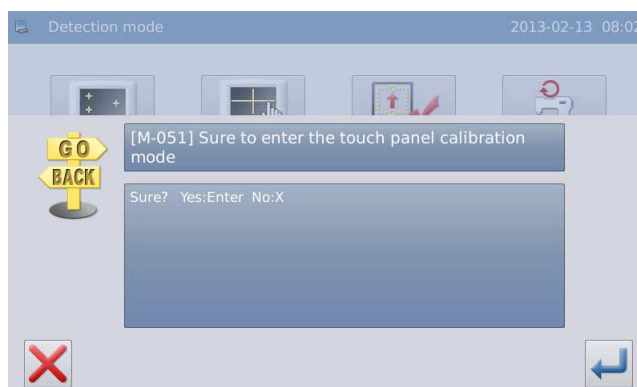 Detection mode 2013-02-13 08:02
GO
BACK
[M-051] Sure to enter the touch panel calibration
mode
Sure? Yes:Enter No:X